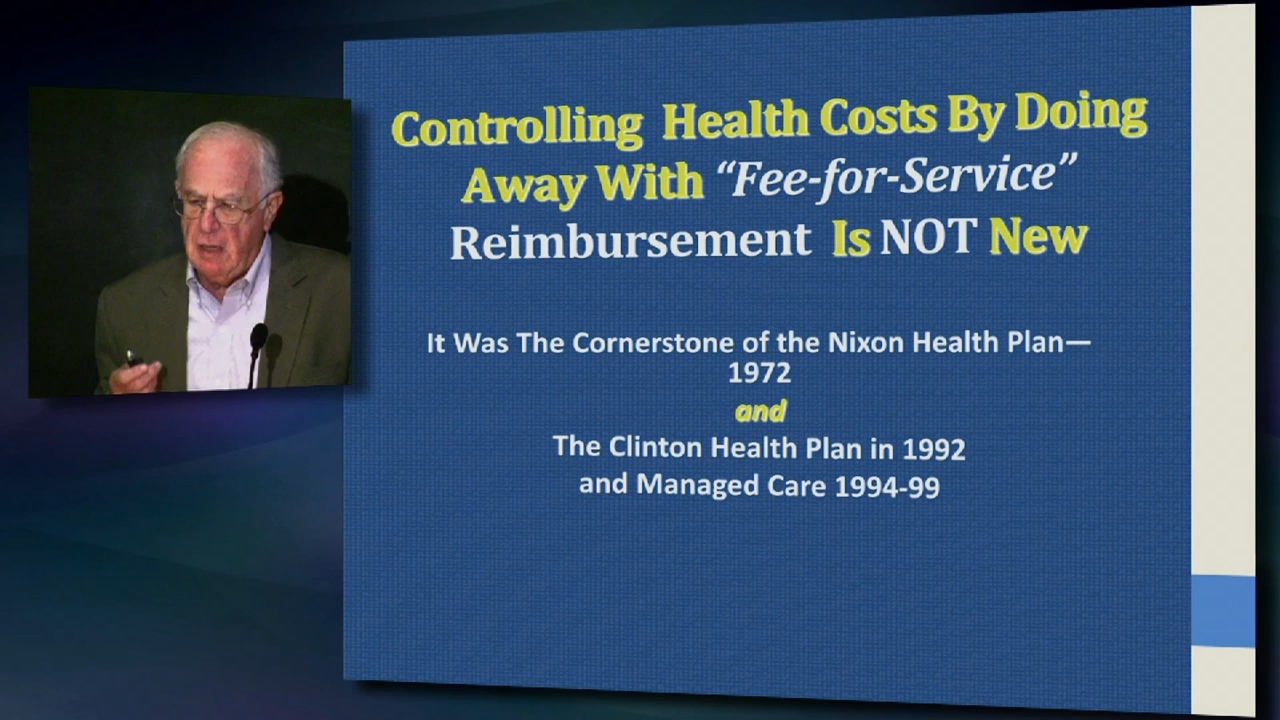 Controlling Health Costs By Doing
Away With “Fee-for-Service”
Reimbursement Is NOT New
It Was The Cornerstone of the Nixon Health Plan—
1972
and
The Clinton Health Plan in 1992
and Managed Care 1994-99